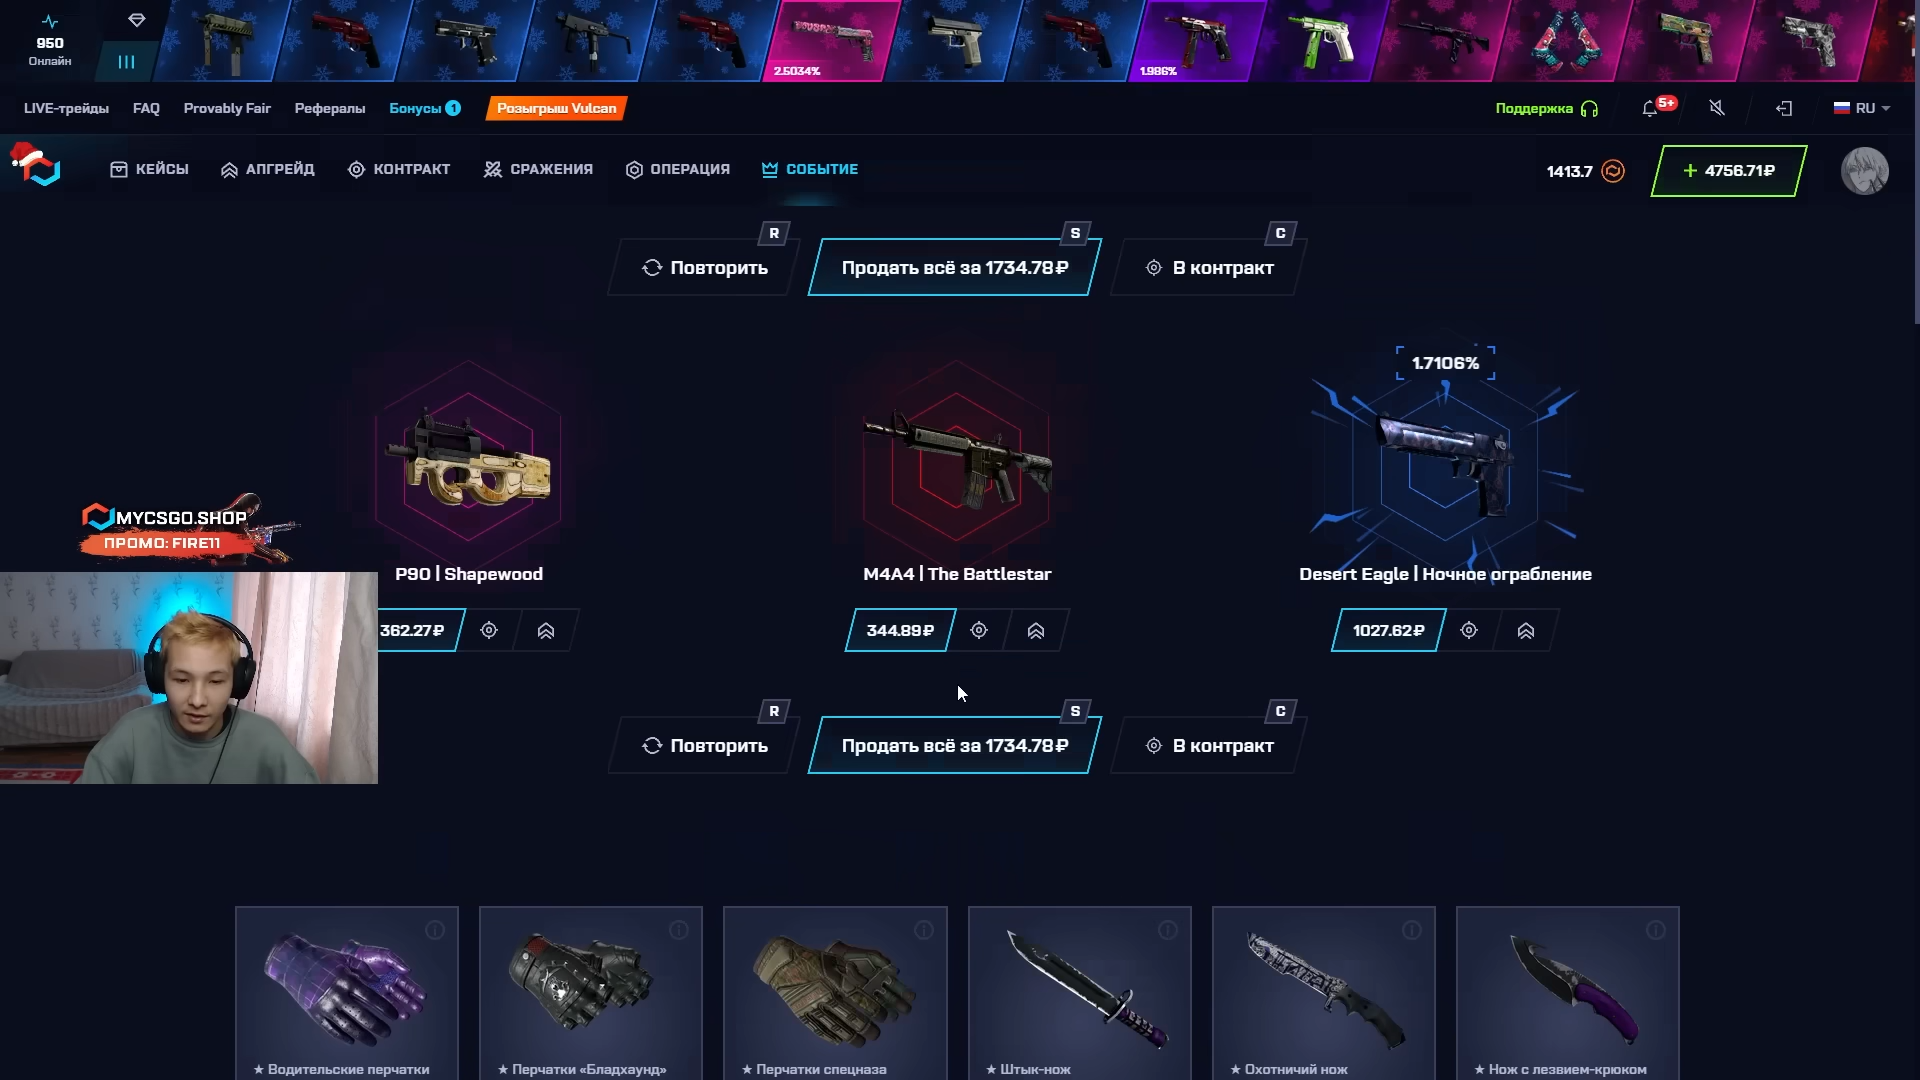 950
Онлайн
2.5034%
1.986%
LIVE-трейды
FAQ
Provably Fair
Рефералы
Бонусы 1
Розыгрыш Vulcan
Поддержка
5+
RU
КЕЙСЫ
АПГРЕЙД
КОНТРАКТ
СРАЖЕНИЯ
ОПЕРАЦИЯ
СОБЫТИЕ
1413.7
+ 4756.71₽
R
S
C
Повторить
Продать всё за 1734.78₽
В контракт
1.7106%
MYCSGO.SHOP
ПРОМО: FIRE11
P90 | Shapewood
M4A4 | The Battlestar
Desert Eagle | Ночное ограбление
362.27₽
344.89₽
1027.62₽
R
S
C
Повторить
Продать всё за 1734.78₽
В контракт
★ Водительские перчатки
★ Перчатки «Бладхаунд»
★ Перчатки спецназа
★ Штык-нож
★ Охотничий нож
★ Нож с лезвием-крюком